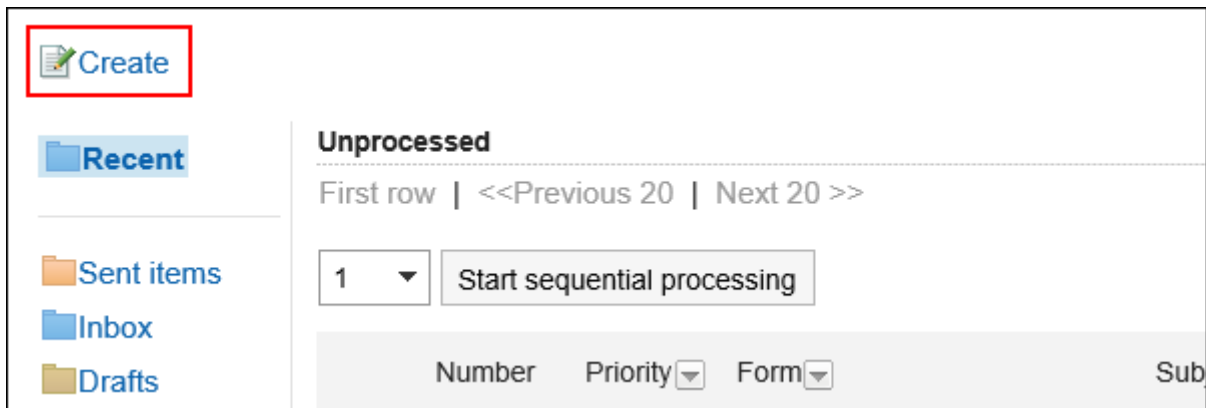 Create
Recent
Sent items
Inbox
Drafts
Unprocessed
First row | <<Previous 20 | Next 20 >>
1 Start sequential processing
Number Priority Form